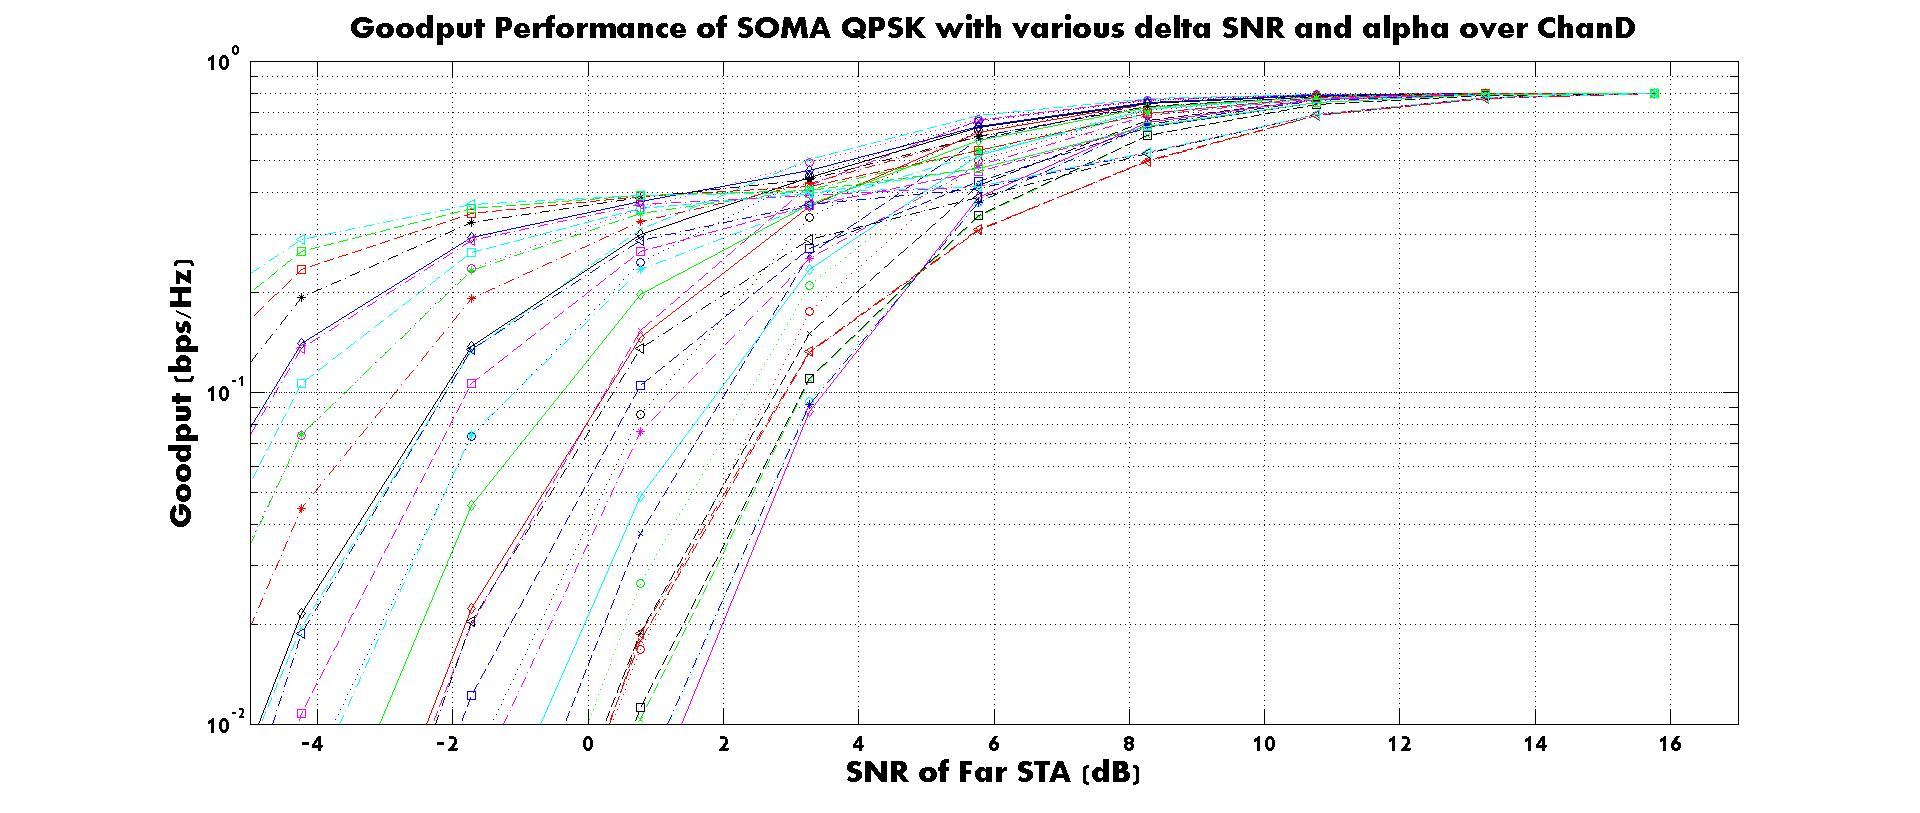 Goodput Performance of SOMA QPSK with various delta SNR and alpha over ChanD
10^0
10^-1
10^-2
Goodput (bps/Hz)
-4 -2 0 2 4 6 8 10 12 14 16
SNR of Far STA (dB)